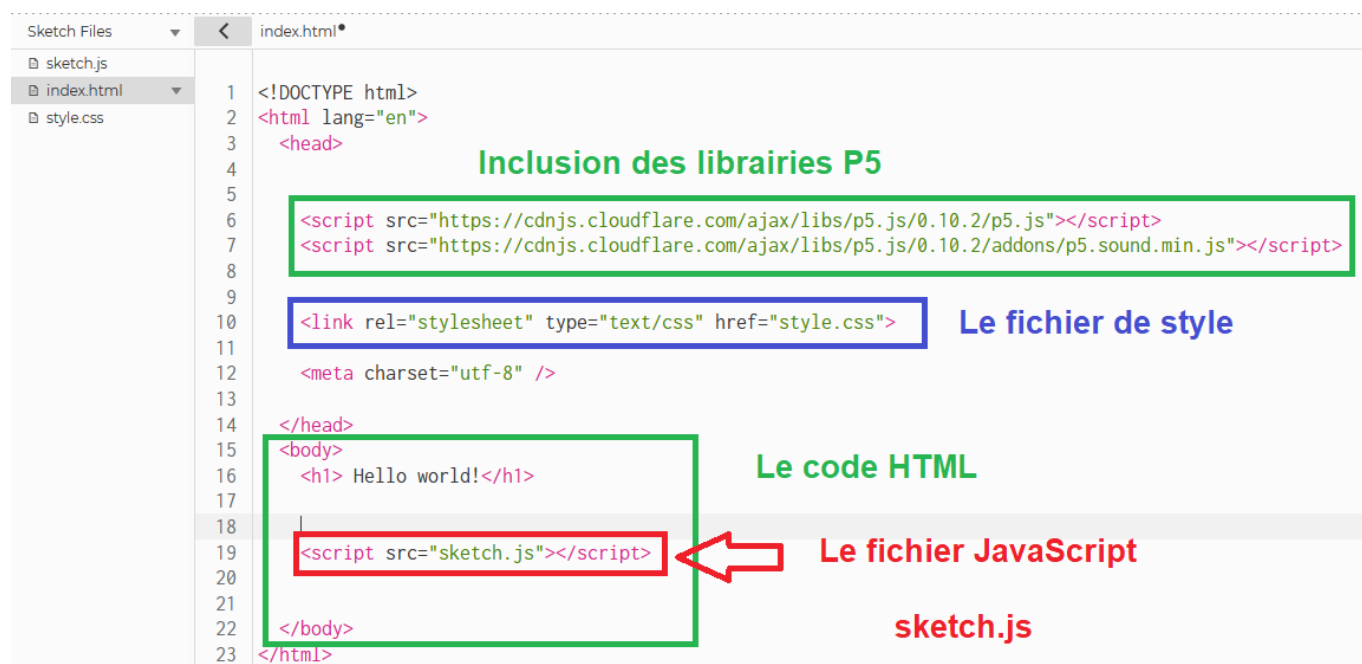 Sketch Files
index.html
sketch.js
index.html
style.css
1 <!DOCTYPE html>
2 <html lang="en">
3 <head>
Inclusion des librairies P5
4
5
6 <script src="https://cdnjs.cloudflare.com/ajax/libs/p5.js/0.10.2/p5.js"></script>
7 <script src="https://cdnjs.cloudflare.com/ajax/libs/p5.js/0.10.2/addons/p5.sound.min.js"></script>
8
9
10 <link rel="stylesheet" type="text/css" href="style.css">
Le fichier de style
11
12 <meta charset="utf-8" />
13
14 </head>
15 <body>
16 <h1> Hello world!</h1>
Le code HTML
17
18
19 <script src="sketch.js"></script>
Le fichier JavaScript
20
21
22 </body>
sketch.js
23 </html>